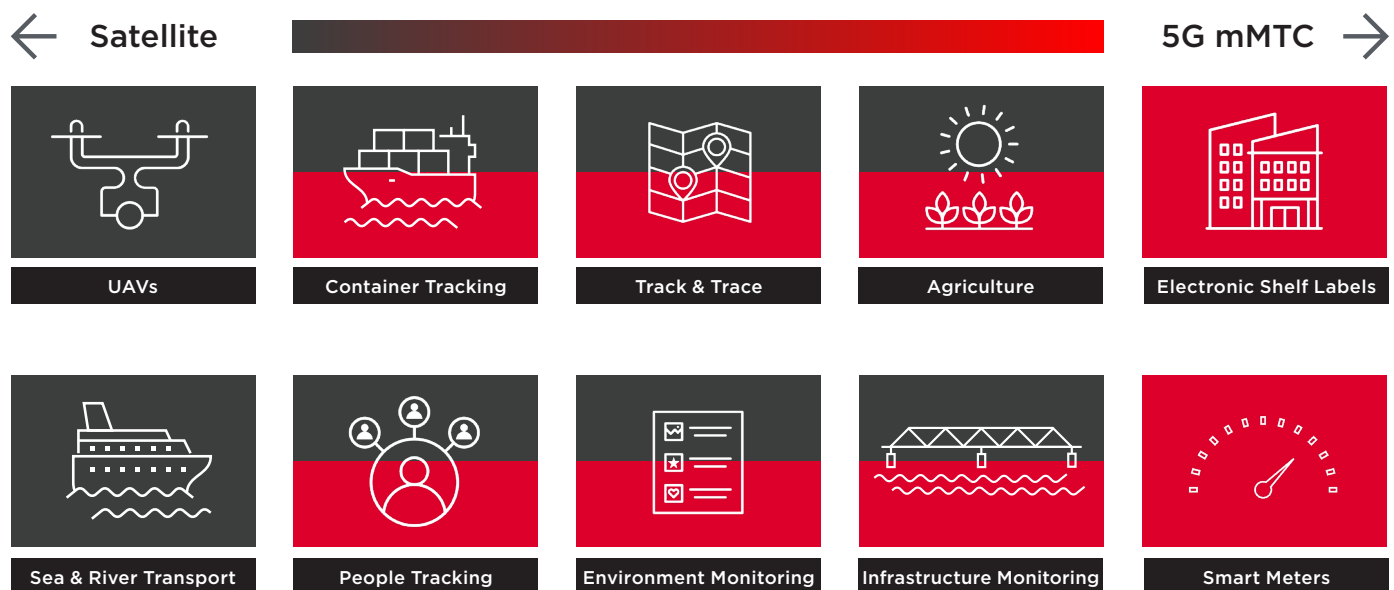 Satellite
5G mMTC
UAVs
Container Tracking
Track & Trace
Agriculture
Electronic Shelf Labels
Sea & River Transport
People Tracking
Environment Monitoring
Infrastructure Monitoring
Smart Meters